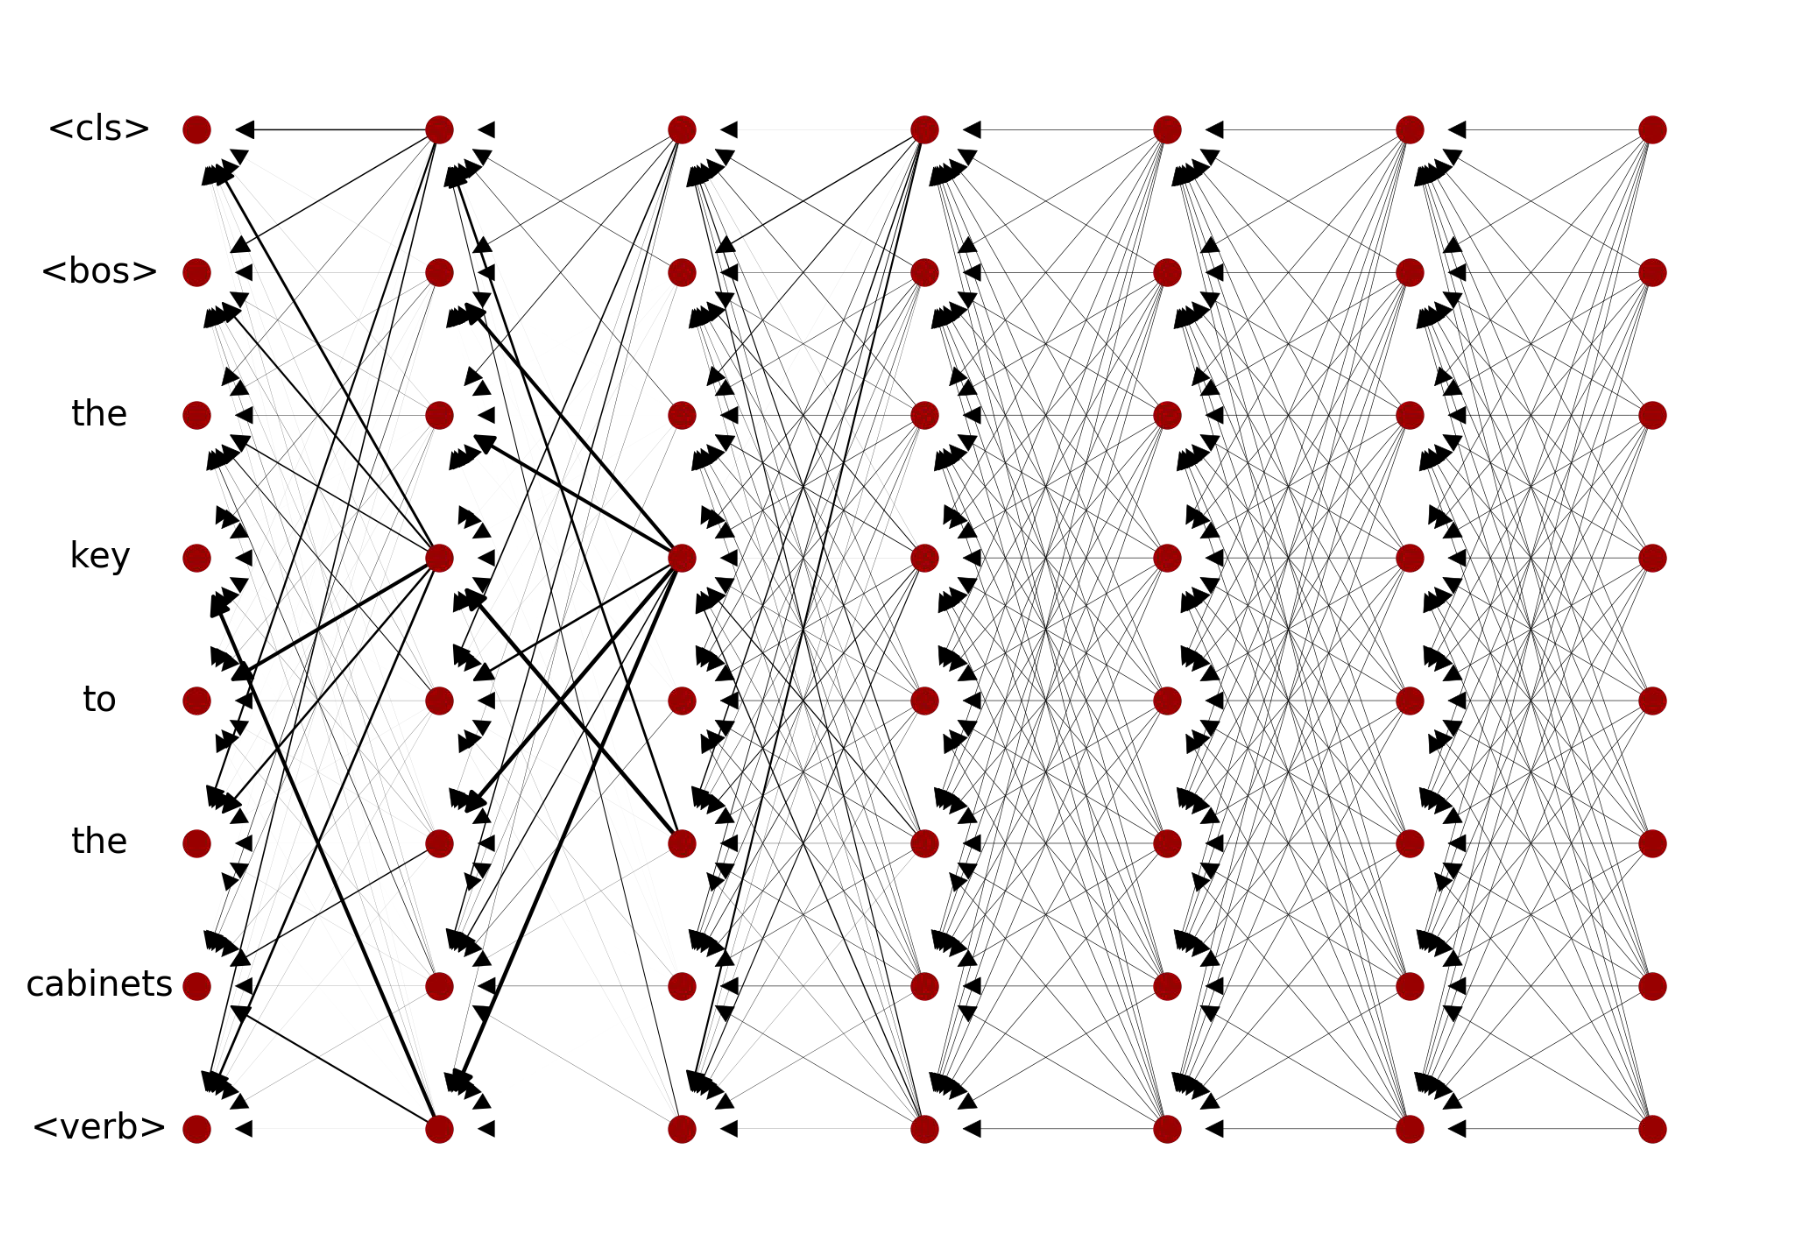 <cls>
<bos>
the
key
to
the
cabinets
<verb>